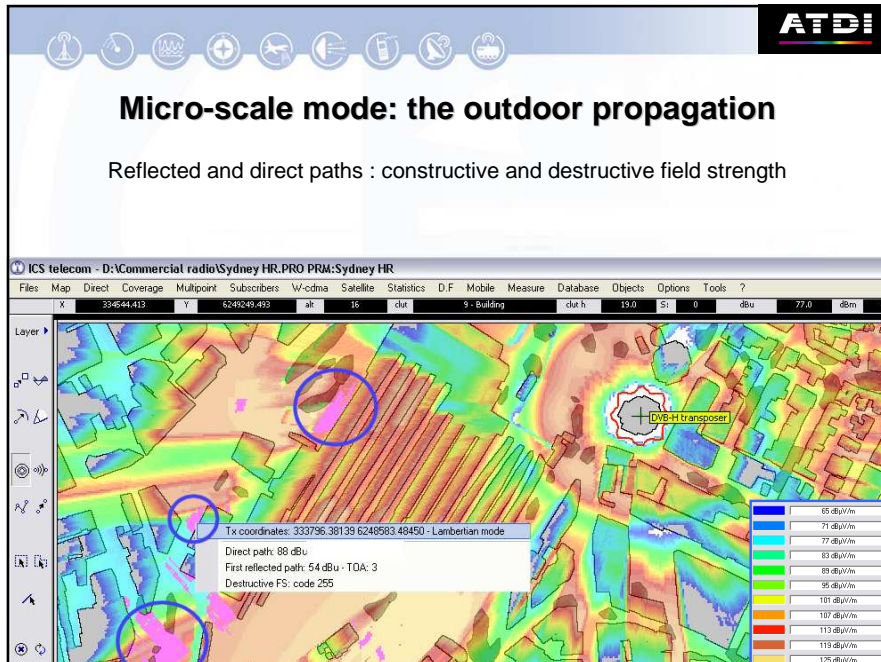 ATDI
Micro-scale mode: the outdoor propagation
Reflected and direct paths : constructive and destructive field strength
ICS telecom - D:\Commercial radio\Sydney HR.PRO PRM:Sydney HR
Files Map Direct Coverage Multipoint Subscribers W-cdma Satellite Statistics D.F Mobile Measure Database Objects Options Tools ?
X 334544.413 Y 6249249.493 alt 16 clut 9 - Building clut h 19.0 S: 0 dBu 77.0 dBm
Layer
DVB-H transposer
Tx coordinates: 333796.38139 6248583.48450 - Lambertian mode
Direct path: 88 dBu
First reflected path: 54 dBu - TOA: 3
Destructive FS: code 255
65 dBµV/m
71 dBµV/m
77 dBµV/m
83 dBµV/m
89 dBµV/m
95 dBµV/m
101 dBµV/m
107 dBµV/m
113 dBµV/m
119 dBµV/m
125 dBµV/m